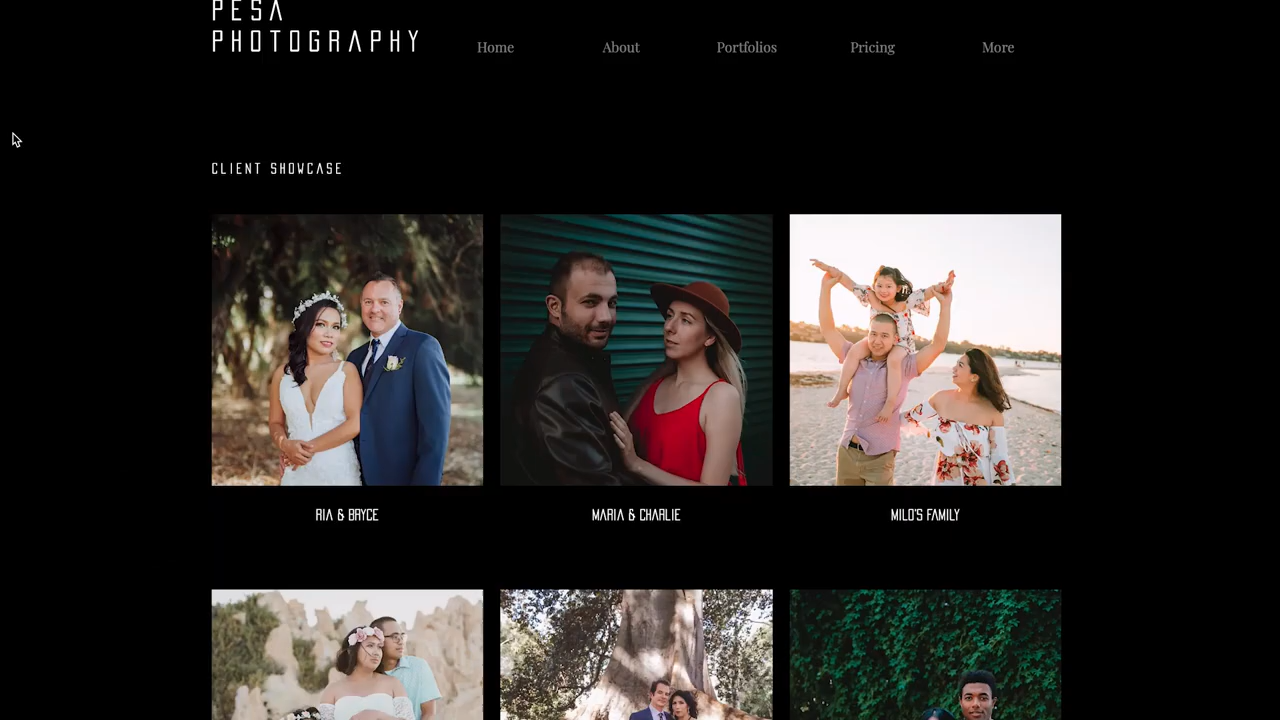 PESA
PHOTOGRAPHY
Home
About
Portfolios
Pricing
More
CLIENT SHOWCASE
RIA & BRYCE
MARIA & CHARLIE
MILO'S FAMILY